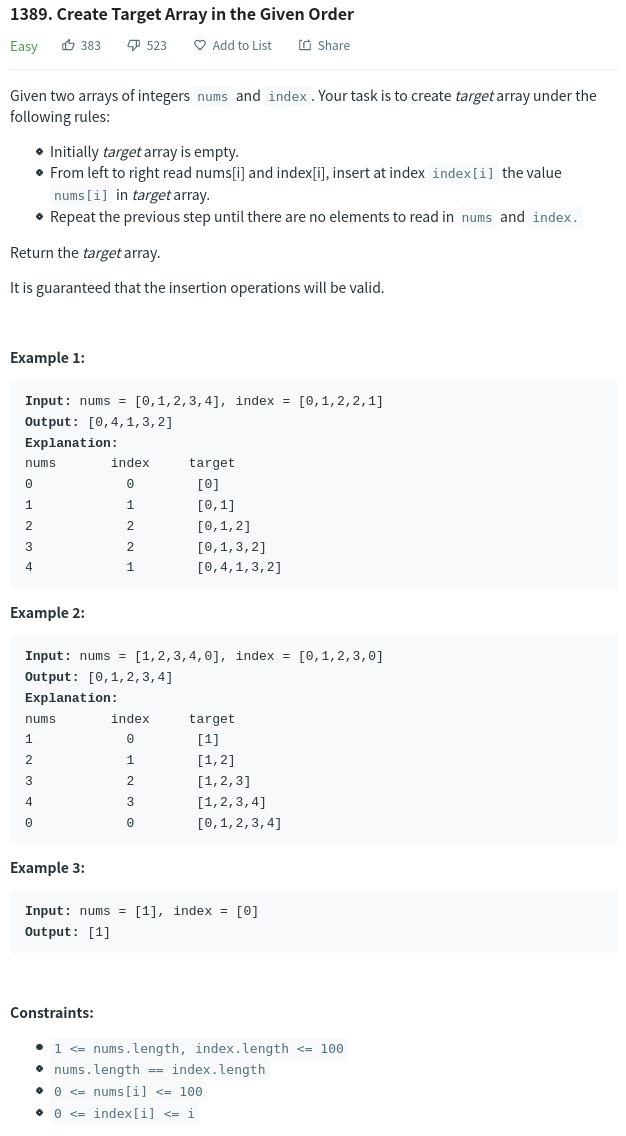 1389. Create Target Array in the Given Order
Easy 383 523 Add to List Share
Given two arrays of integers nums and index. Your task is to create target array under the
following rules:
Initially target array is empty.
From left to right read nums[i] and index[i], insert at index index[i] the value
nums[i] in target array.
Repeat the previous step until there are no elements to read in nums and index.
Return the target array.
It is guaranteed that the insertion operations will be valid.
Example 1:
Input: nums = [0,1,2,3,4], index = [0,1,2,2,1]
Output: [0,4,1,3,2]
Explanation:
nums index target
0 0 [0]
1 1 [0,1]
2 2 [0,1,2]
3 2 [0,1,3,2]
4 1 [0,4,1,3,2]
Example 2:
Input: nums = [1,2,3,4,0], index = [0,1,2,3,0]
Output: [0,1,2,3,4]
Explanation:
nums index target
1 0 [1]
2 1 [1,2]
3 2 [1,2,3]
4 3 [1,2,3,4]
0 0 [0,1,2,3,4]
Example 3:
Input: nums = [1], index = [0]
Output: [1]
Constraints:
1 <= nums.length, index.length <= 100
nums.length == index.length
0 <= nums[i] <= 100
0 <= index[i] <= i